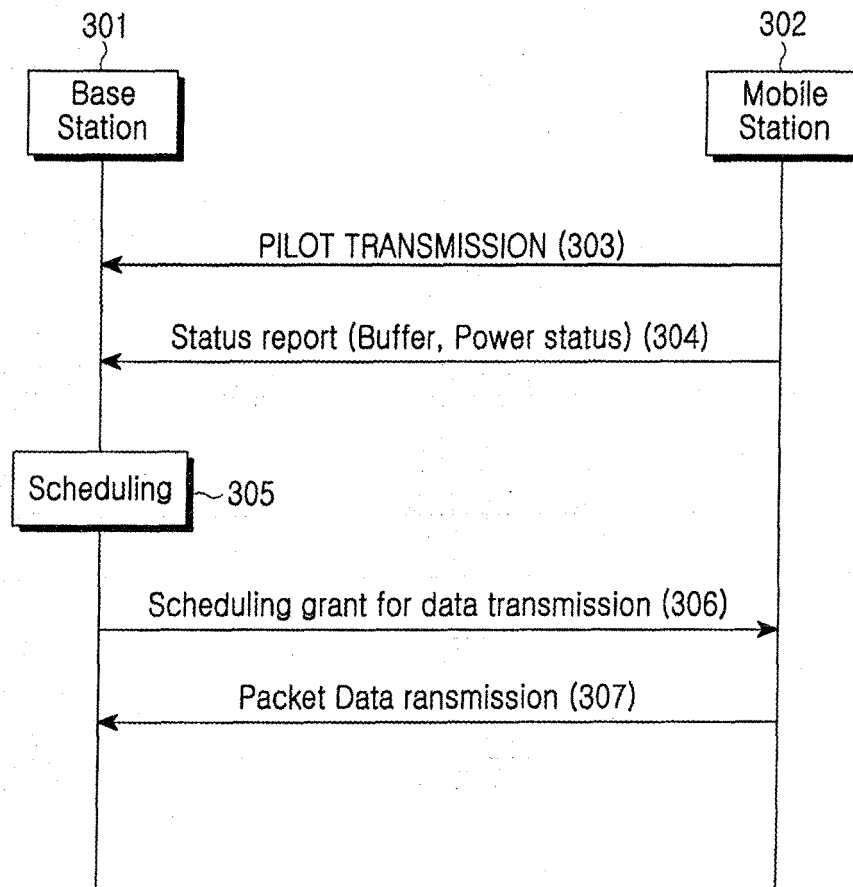 301
302
Base
Station
Mobile
Station
PILOT TRANSMISSION (303)
Status report (Buffer, Power status) (304)
Scheduling
305
Scheduling grant for data transmission (306)
Packet Data ransmission (307)